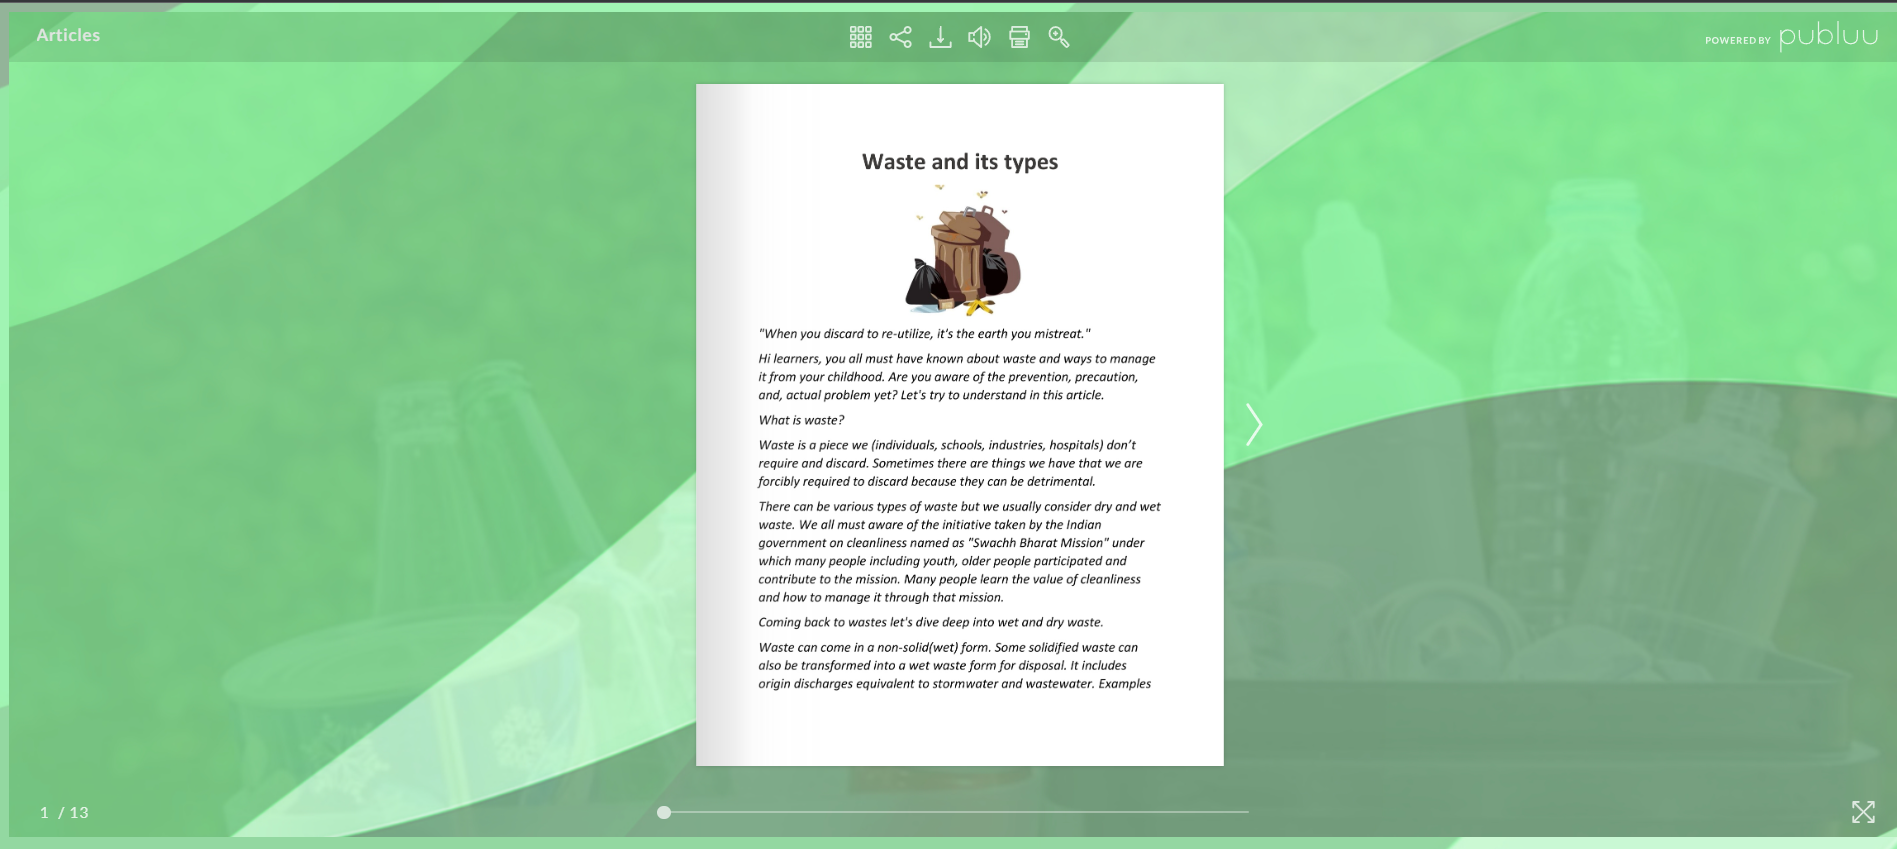 Articles
POWERED BY publuu
Waste and its types
"When you discard to re-utilize, it's the earth you mistreat."
Hi learners, you all must have known about waste and ways to manage
it from your childhood. Are you aware of the prevention, precaution,
and, actual problem yet? Let's try to understand in this article.
What is waste?
Waste is a piece we (individuals, schools, industries, hospitals) don't
require and discard. Sometimes there are things we have that we are
forcibly required to discard because they can be detrimental.
There can be various types of waste but we usually consider dry and wet
waste. We all must aware of the initiative taken by the Indian
government on cleanliness named as "Swachh Bharat Mission" under
which many people including youth, older people participated and
contribute to the mission. Many people learn the value of cleanliness
and how to manage it through that mission.
Coming back to wastes let's dive deep into wet and dry waste.
Waste can come in a non-solid(wet) form. Some solidified waste can
also be transformed into a wet waste form for disposal. It includes
origin discharges equivalent to stormwater and wastewater. Examples
1 / 13